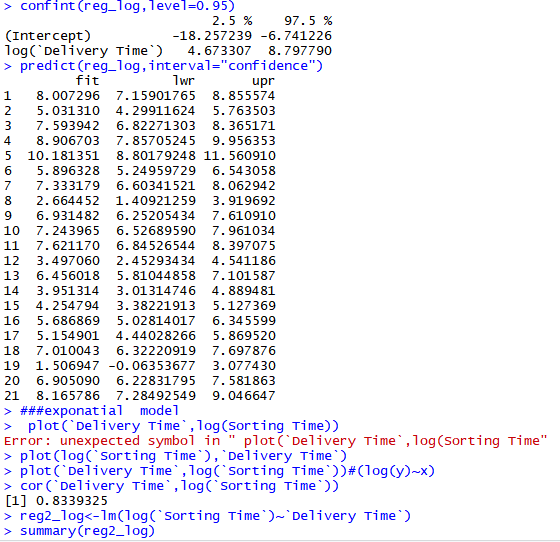 > confint(reg_log,level=0.95)
2.5 % 97.5 %
(Intercept) -18.257239 -6.741226
log(`Delivery Time`) 4.673307 8.797790
> predict(reg_log,interval="confidence")
fit lwr upr
1 8.007296 7.15901765 8.855574
2 5.031310 4.29911624 5.763503
3 7.593942 6.82271303 8.365171
4 8.906703 7.85705245 9.956353
5 10.181351 8.80179248 11.560910
6 5.896328 5.24959729 6.543058
7 7.333179 6.60341521 8.062942
8 2.664452 1.40921259 3.919692
9 6.931482 6.25205434 7.610910
10 7.243965 6.52689590 7.961034
11 7.621170 6.84526544 8.397075
12 3.497060 2.45293434 4.541186
13 6.456018 5.81044858 7.101587
14 3.951314 3.01314746 4.889481
15 4.254794 3.38221913 5.127369
16 5.686869 5.02814017 6.345599
17 5.154901 4.44028266 5.869520
18 7.010043 6.32220919 7.697876
19 1.506947 -0.06353677 3.077430
20 6.905090 6.22831795 7.581863
21 8.165786 7.28492549 9.046647
> ###exponatial model
> plot(`Delivery Time`,log(Sorting Time))
Error: unexpected symbol in " plot(`Delivery Time`,log(Sorting Time"
> plot(log(`Sorting Time`),`Delivery Time`)
> plot(`Delivery Time`,log(`Sorting Time`))#(log(y)~x)
> cor(`Delivery Time`,log(`Sorting Time`))
[1] 0.8339325
> reg2_log<-lm(log(`Sorting Time`)~`Delivery Time`)
> summary(reg2_log)